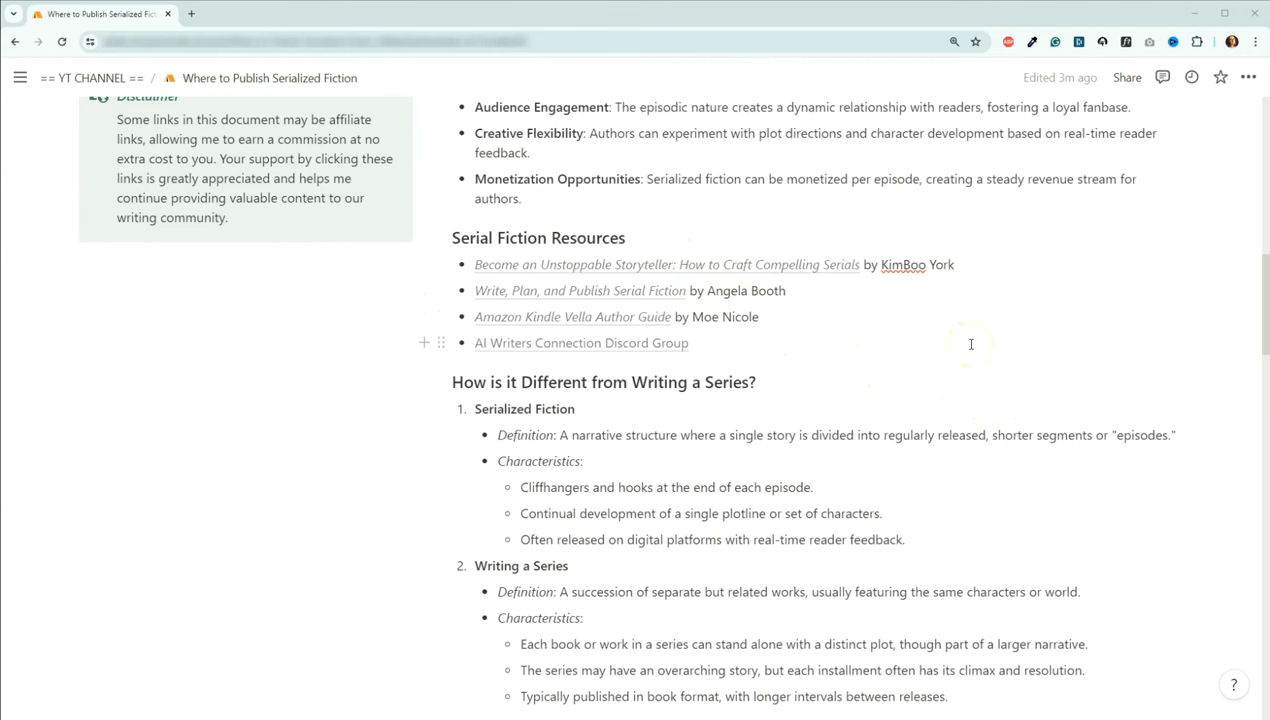 Where to Publish Serialized Fic
== YT CHANNEL == / Where to Publish Serialized Fiction
Edited 3m ago
Share
Disclaimer
Some links in this document may be affiliate
links, allowing me to earn a commission at no
extra cost to you. Your support by clicking these
links is greatly appreciated and helps me
continue providing valuable content to our
writing community.
• Audience Engagement: The episodic nature creates a dynamic relationship with readers, fostering a loyal fanbase.
• Creative Flexibility: Authors can experiment with plot directions and character development based on real-time reader
feedback.
• Monetization Opportunities: Serialized fiction can be monetized per episode, creating a steady revenue stream for
authors.
Serial Fiction Resources
• Become an Unstoppable Storyteller: How to Craft Compelling Serials by KimBoo York
• Write, Plan, and Publish Serial Fiction by Angela Booth
• Amazon Kindle Vella Author Guide by Moe Nicole
• AI Writers Connection Discord Group
How is it Different from Writing a Series?
1. Serialized Fiction
• Definition: A narrative structure where a single story is divided into regularly released, shorter segments or "episodes."
• Characteristics:
◦ Cliffhangers and hooks at the end of each episode.
◦ Continual development of a single plotline or set of characters.
◦ Often released on digital platforms with real-time reader feedback.
2. Writing a Series
• Definition: A succession of separate but related works, usually featuring the same characters or world.
• Characteristics:
◦ Each book or work in a series can stand alone with a distinct plot, though part of a larger narrative.
◦ The series may have an overarching story, but each installment often has its climax and resolution.
◦ Typically published in book format, with longer intervals between releases.
?